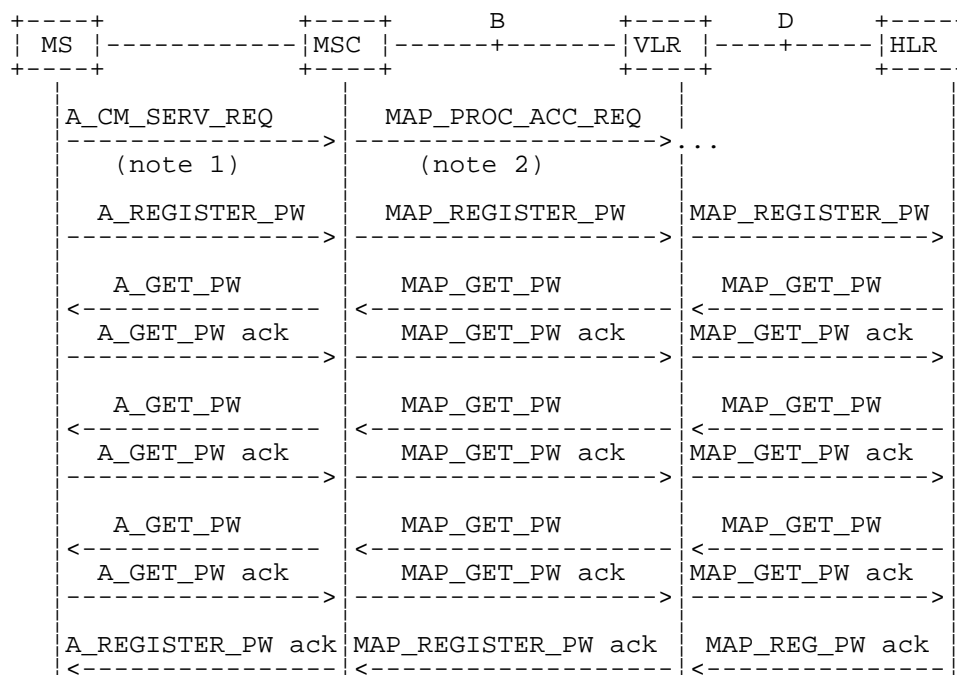 B D
MS MSC VLR HLR
A_CM_SERV_REQ MAP_PROC_ACC_REQ
...
(note 1) (note 2)
A_REGISTER_PW MAP_REGISTER_PW MAP_REGISTER_PW
A_GET_PW MAP_GET_PW MAP_GET_PW
A_GET_PW ack MAP_GET_PW ack MAP_GET_PW ack
A_GET_PW MAP_GET_PW MAP_GET_PW
A_GET_PW ack MAP_GET_PW ack MAP_GET_PW ack
A_GET_PW MAP_GET_PW MAP_GET_PW
A_GET_PW ack MAP_GET_PW ack MAP_GET_PW ack
A_REGISTER_PW ack MAP_REGISTER_PW ack MAP_REG_PW ack